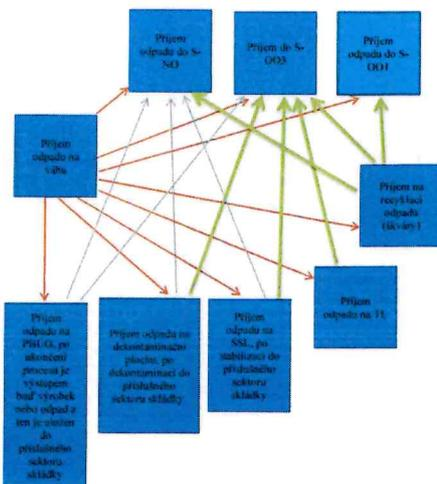 Příjem
odpadu do S-
NO
Příjem do S-
OO3
Příjem
odpadu do S-
OO1
Příjem
odpadu na
váhu
Příjem na
recyklaci
odpadu
(škváry)
Příjem
odpadu na
PHUO, po
ukončení
procesu je
výstupem
buď výrobek
nebo odpad a
ten je uložen
do
příslušného
sektoru
skládky
Příjem odpadu na
dekontaminační
plochu, po
dekontaminaci do
příslušného
sektoru skládky
Příjem
odpadu na
SSL, po
stabilizaci do
příslušného
sektoru
skládky
Příjem
odpadu na